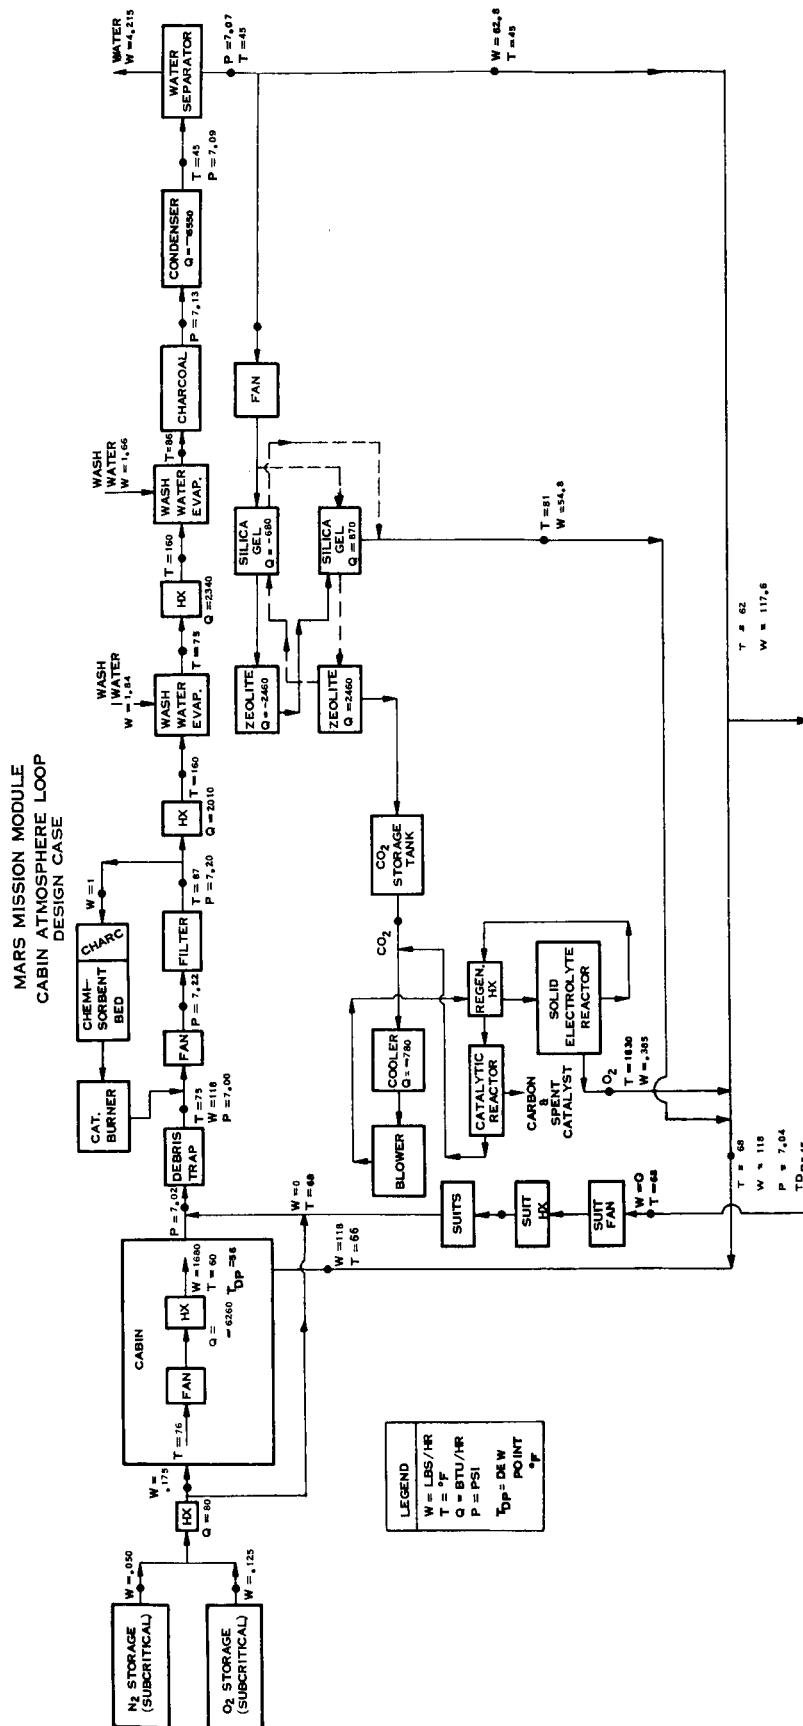 MARS MISSION MODULE
CABIN ATMOSPHERE LOOP
DESIGN CASE
N2 STORAGE
(SUBCRITICAL)
O2 STORAGE
(SUBCRITICAL)
W=.050
W=.125
HX
Q=80
W=
.175
CABIN
T=76
FAN
HX
Q=
-6260
W=1680
T=60
TDP=56
P=7.02
W=0
T=68
W=118
T=66
DEBRIS
TRAP
T=75
W=118
P=7.00
FAN
P=7.22
FILTER
T=87
P=7.20
W=1
CHARC
CHEMI-
SORBENT
BED
CAT.
BURNER
HX
Q=2010
T=160
WASH
WATER
W=1.84
WASH
WATER
EVAP.
T=75
HX
Q=2340
T=160
WASH
WATER
W=1.66
WASH
WATER
EVAP.
T=86
CHARCOAL
P=7.13
CONDENSER
Q=-6550
T=45
P=7.09
WATER
SEPARATOR
WATER
W=4.215
P=7.07
T=45
W=62.8
T=45
FAN
SILICA
GEL
Q=-680
SILICA
GEL
Q=870
ZEOLITE
Q=-2460
ZEOLITE
Q=2460
T=81
W=54.8
CO2
STORAGE
TANK
CO2
COOLER
Q=-780
BLOWER
REGEN.
HX
CATALYTIC
REACTOR
SOLID
ELECTROLYTE
REACTOR
CARBON
&
SPENT
CATALYST
O2
T=1830
W=.385
T=62
W=117.6
T=68
W=118
P=7.04
SUITS
SUIT
HX
SUIT
FAN
W=0
T=68
LEGEND
W=LBS/HR
T=°F
Q=BTU/HR
P=PSI
TDP=DEW
POINT
°F